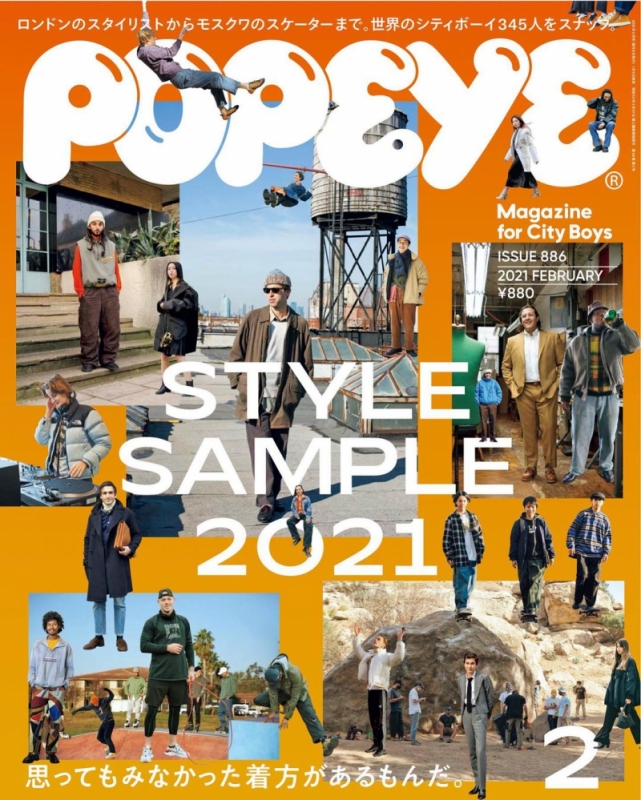 ロンドンのスタイリストからモスクワのスケーターまで。世界のシティボーイ345人をスナップ。
POPEYE®
Magazine
for City Boys
ISSUE 886
2021 FEBRUARY
¥880
STYLE
SAMPLE
2021
2
思ってもみなかった着方があるもんだ。